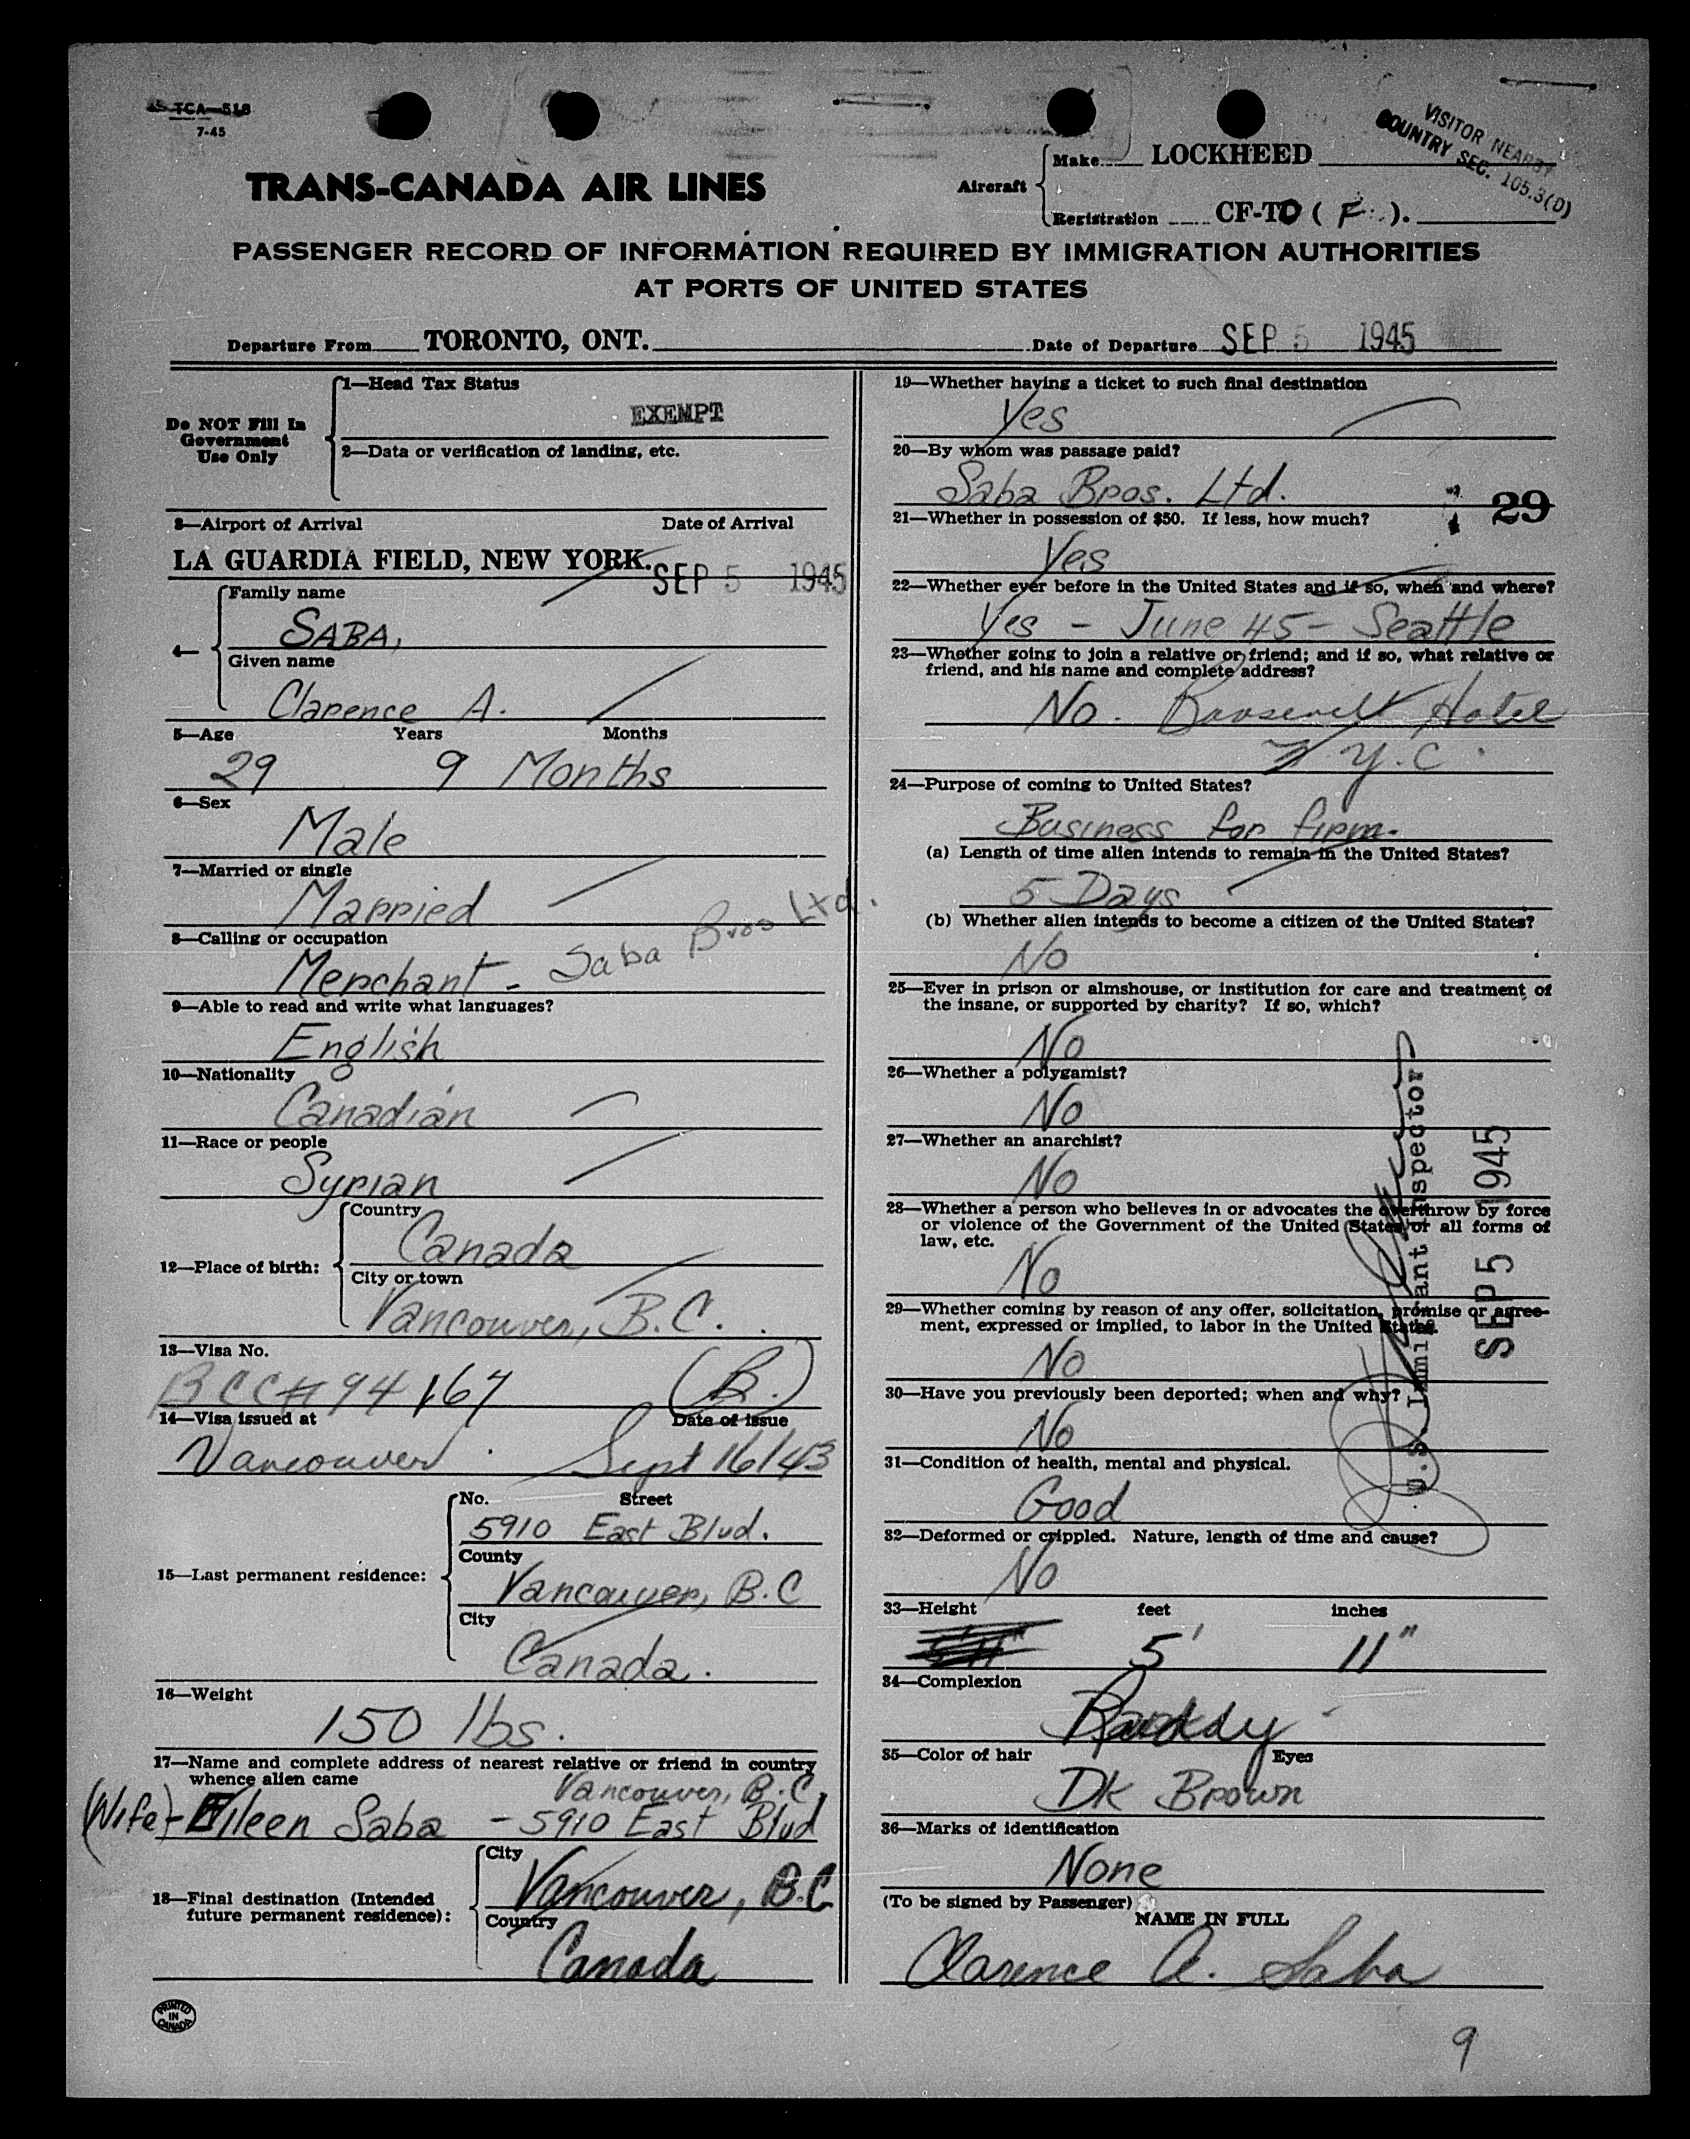 TCA-518
7-45
VISITOR NEARBY
COUNTRY SEC. 105.3(D)
TRANS-CANADA AIR LINES
Aircraft
Make LOCKHEED
Registration CF-TO ( F ).
PASSENGER RECORD OF INFORMATION REQUIRED BY IMMIGRATION AUTHORITIES
AT PORTS OF UNITED STATES
Departure From TORONTO, ONT. Date of Departure SEP 5 1945
Do NOT Fill In
Government
Use Only
1—Head Tax Status
EXEMPT
2—Data or verification of landing, etc.
3—Airport of Arrival Date of Arrival
LA GUARDIA FIELD, NEW YORK. SEP 5 1945
4—
Family name
SABA,
Given name
Clarence A.
5—Age Years Months
29 9 Months
6—Sex
Male
7—Married or single
Married
8—Calling or occupation
Merchant - Saba Bros Ltd.
9—Able to read and write what languages?
English
10—Nationality
Canadian
11—Race or people
Syrian
12—Place of birth:
Country
Canada
City or town
Vancouver, B.C.
13—Visa No.
BCC# 94167 (B.)
14—Visa issued at Date of issue
Vancouver Sept 16/43
15—Last permanent residence:
No. Street
5910 East Blvd.
County
Vancouver, B.C
City
Canada.
16—Weight
150 lbs.
17—Name and complete address of nearest relative or friend in country
whence alien came
Vancouver, B.C,
(Wife)- Eileen Saba - 5910 East Blvd
18—Final destination (Intended
future permanent residence):
City
Vancouver, B.C
Country
Canada
PRINTED
IN
CANADA
19—Whether having a ticket to such final destination
Yes
20—By whom was passage paid?
Saba Bros. Ltd.
29
21—Whether in possession of $50. If less, how much?
Yes
22—Whether ever before in the United States and if so, when and where?
Yes - June 45 - Seattle
23—Whether going to join a relative or friend; and if so, what relative or
friend, and his name and complete address?
No. Roosevelt Hotel
N.Y.C.
24—Purpose of coming to United States?
Business for firm.
(a) Length of time alien intends to remain in the United States?
5 Days
(b) Whether alien intends to become a citizen of the United States?
No
25—Ever in prison or almshouse, or institution for care and treatment of
the insane, or supported by charity? If so, which?
No
26—Whether a polygamist?
No
27—Whether an anarchist?
No
28—Whether a person who believes in or advocates the overthrow by force
or violence of the Government of the United States or all forms of
law, etc.
No
29—Whether coming by reason of any offer, solicitation, promise or agree-
ment, expressed or implied, to labor in the United States.
No
30—Have you previously been deported; when and why?
No
31—Condition of health, mental and physical.
Good
32—Deformed or crippled. Nature, length of time and cause?
No
33—Height feet inches
5'11" 5' 11"
34—Complexion
Ruddy
35—Color of hair Eyes
Dk Brown
36—Marks of identification
None
(To be signed by Passenger)
NAME IN FULL
Clarence A. Saba
U.S. Immigrant Inspector
SEP 5 1945
9